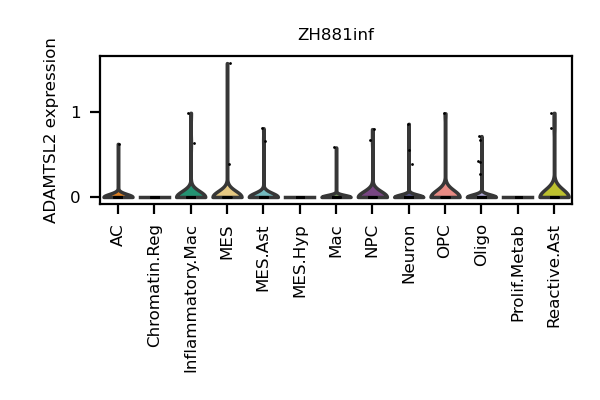 ZH881inf
ADAMTSL2 expression
1
0
AC
Chromatin.Reg
Inflammatory.Mac
MES
MES.Ast
MES.Hyp
Mac
NPC
Neuron
OPC
Oligo
Prolif.Metab
Reactive.Ast